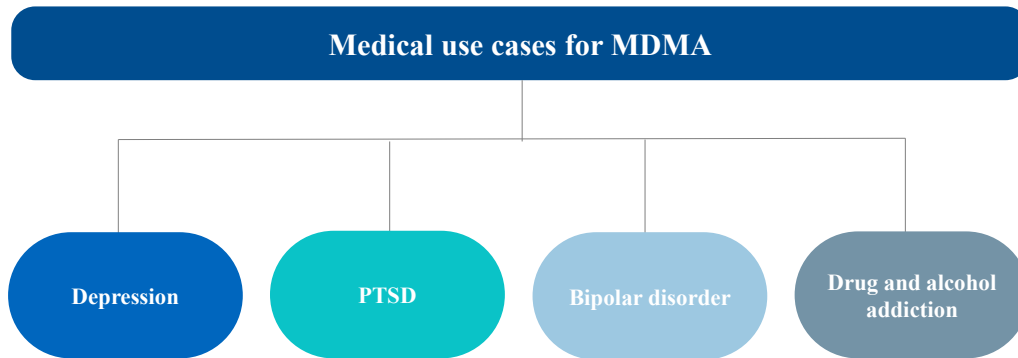 Medical use cases for MDMA
Depression
PTSD
Bipolar disorder
Drug and alcohol
addiction